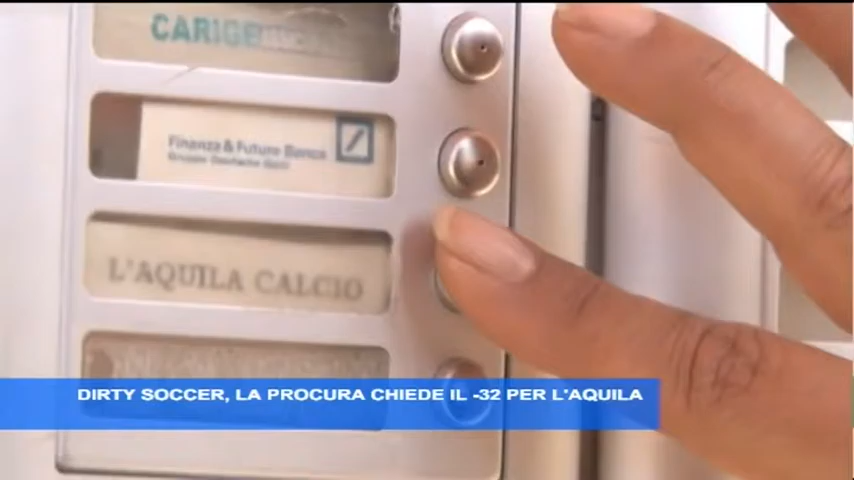 CARIGE
Finanza & Future Banca
Gruppo Deutsche Bank
L'AQUILA CALCIO
DIRTY SOCCER, LA PROCURA CHIEDE IL -32 PER L'AQUILA